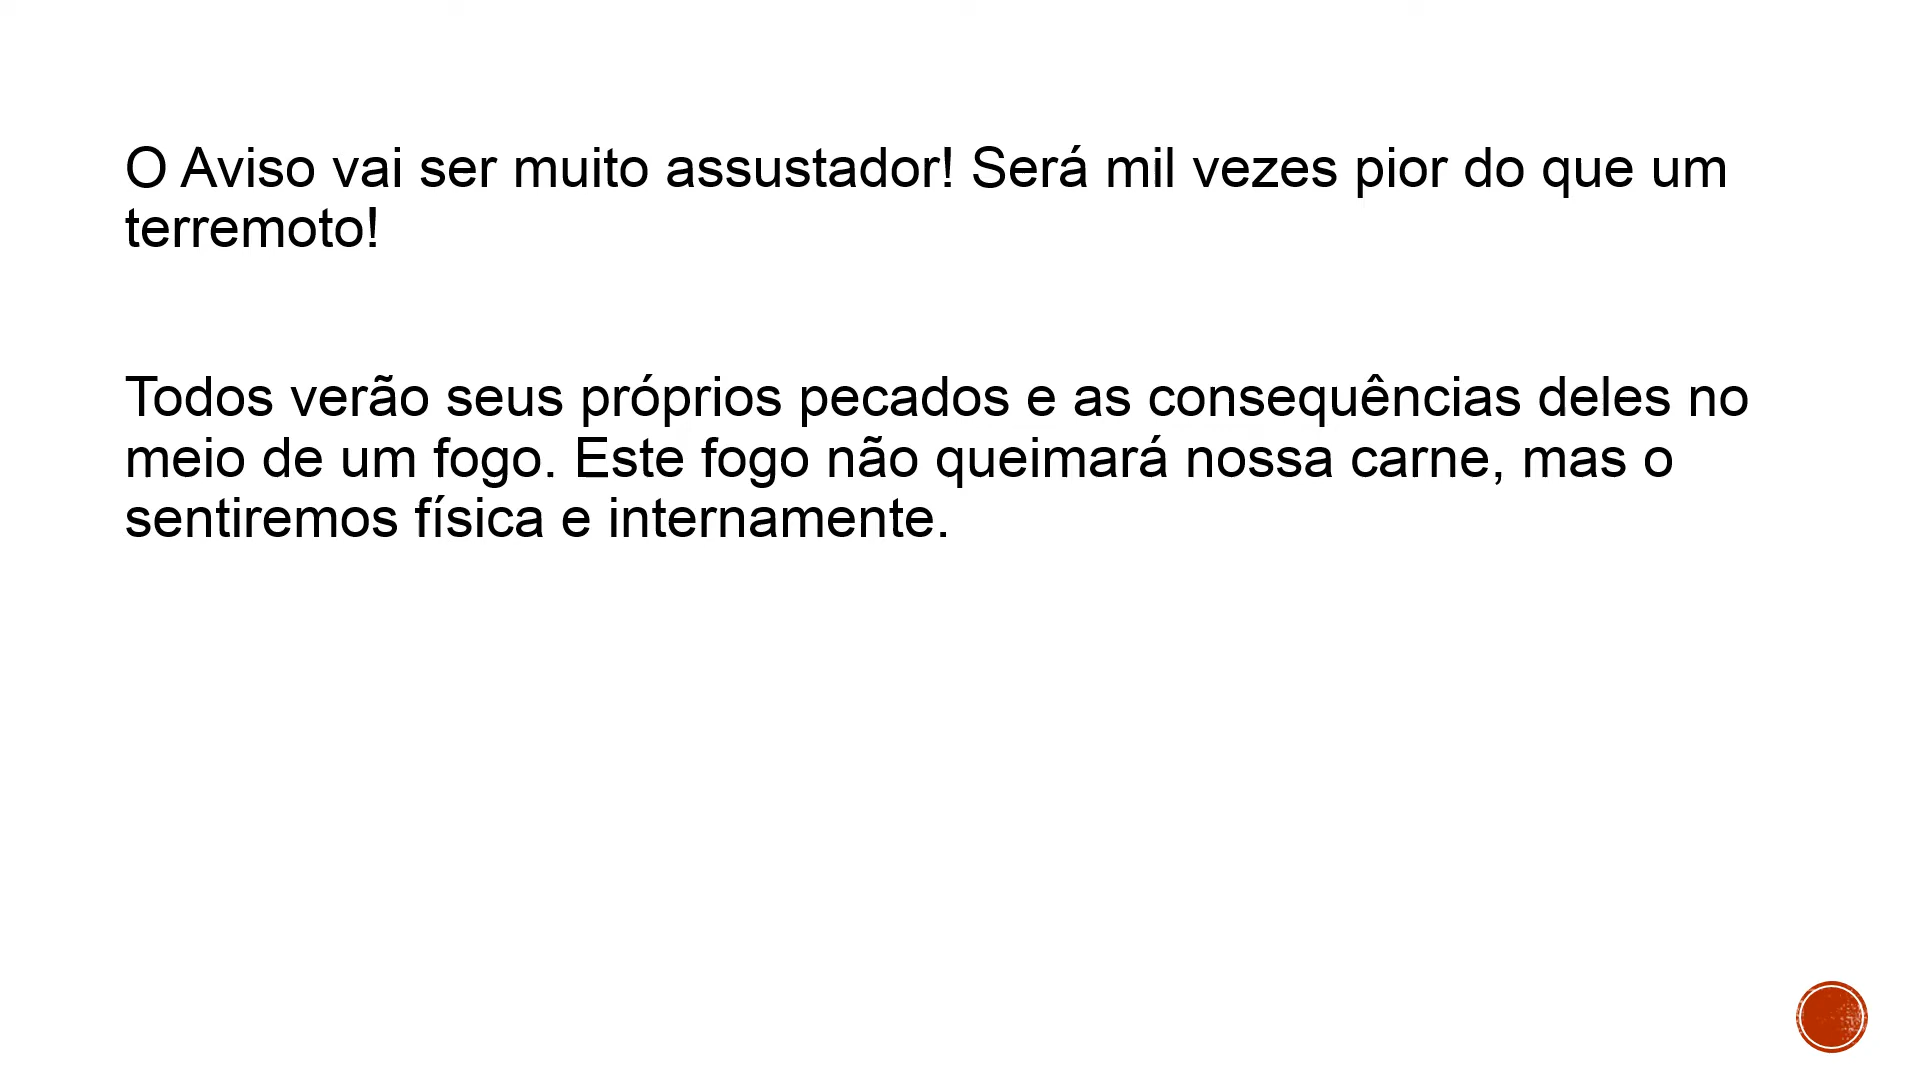 O Aviso vai ser muito assustador! Será mil vezes pior do que um
terremoto!
Todos verão seus próprios pecados e as consequências deles no
meio de um fogo. Este fogo não queimará nossa carne, mas o
sentiremos física e internamente.